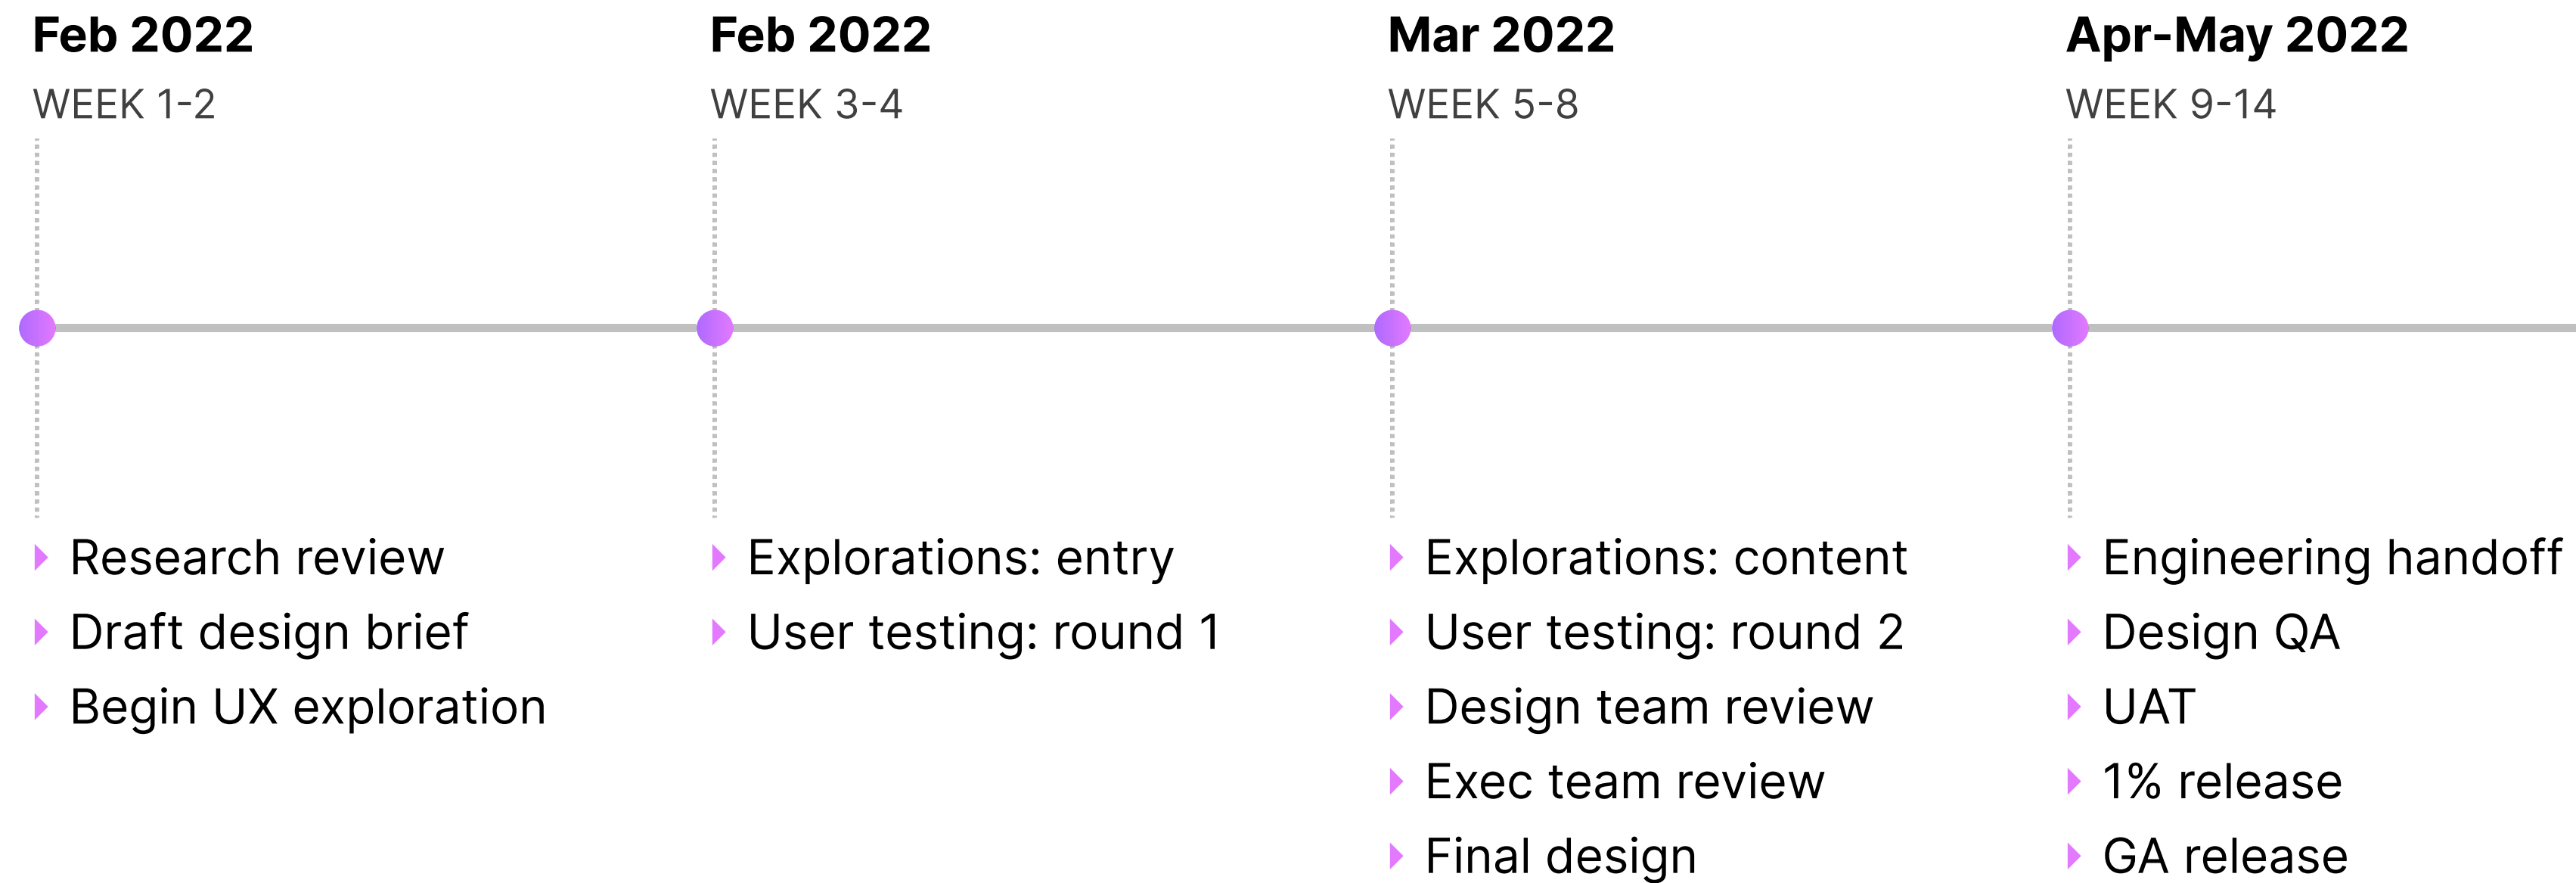 Feb 2022
WEEK 1-2
Research review
Draft design brief
Begin UX exploration
Feb 2022
WEEK 3-4
Explorations: entry
User testing: round 1
Mar 2022
WEEK 5-8
Explorations: content
User testing: round 2
Design team review
Exec team review
Final design
Apr-May 2022
WEEK 9-14
Engineering handoff
Design QA
UAT
1% release
GA release